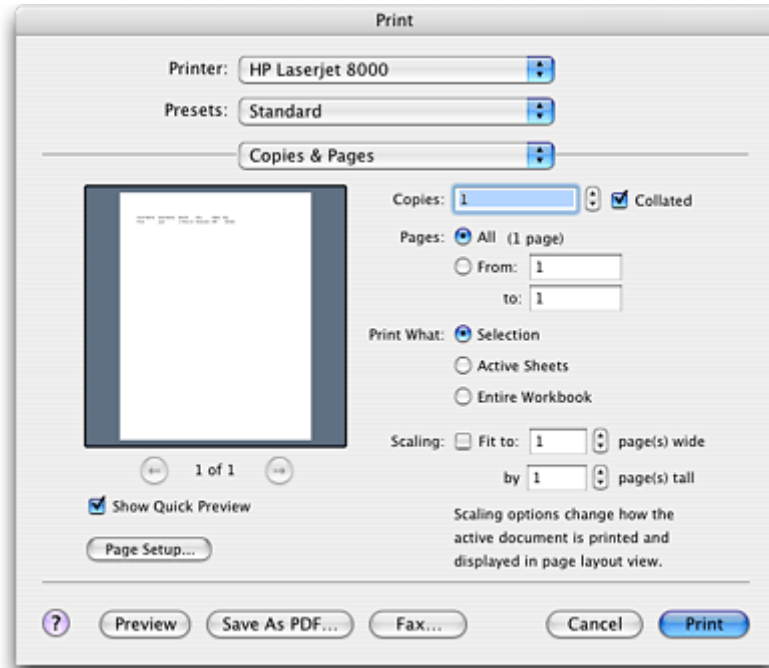 Print
Printer: HP Laserjet 8000
Presets: Standard
Copies & Pages
Copies: 1 Collated
Pages: All (1 page)
From: 1
to: 1
Print What: Selection
Active Sheets
Entire Workbook
Scaling: Fit to: 1 page(s) wide
by 1 page(s) tall
Scaling options change how the
active document is printed and
displayed in page layout view.
1 of 1
Show Quick Preview
Page Setup...
? Preview Save As PDF... Fax... Cancel Print